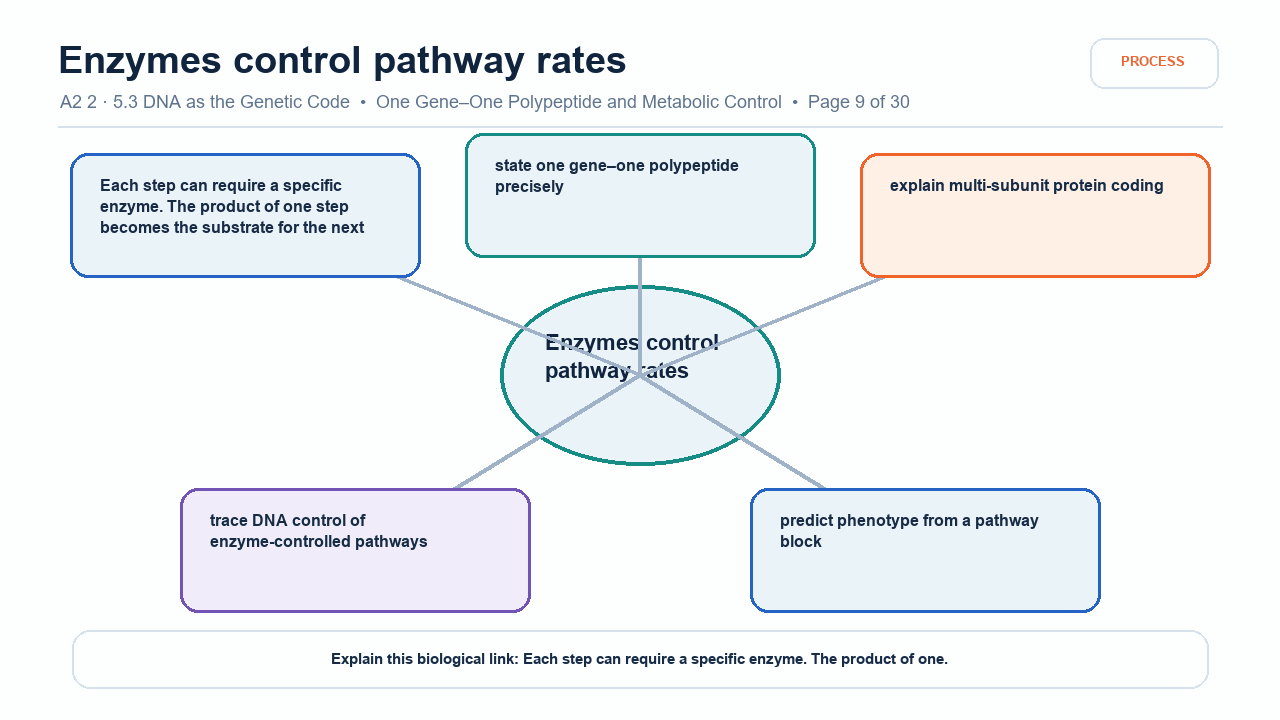 Enzymes control pathway rates
PROCESS
A2 2 · 5.3 DNA as the Genetic Code • One Gene–One Polypeptide and Metabolic Control • Page 9 of 30
Each step can require a specific
enzyme. The product of one step
becomes the substrate for the next
state one gene–one polypeptide
precisely
explain multi-subunit protein coding
Enzymes control
pathway rates
trace DNA control of
enzyme-controlled pathways
predict phenotype from a pathway
block
Explain this biological link: Each step can require a specific enzyme. The product of one.